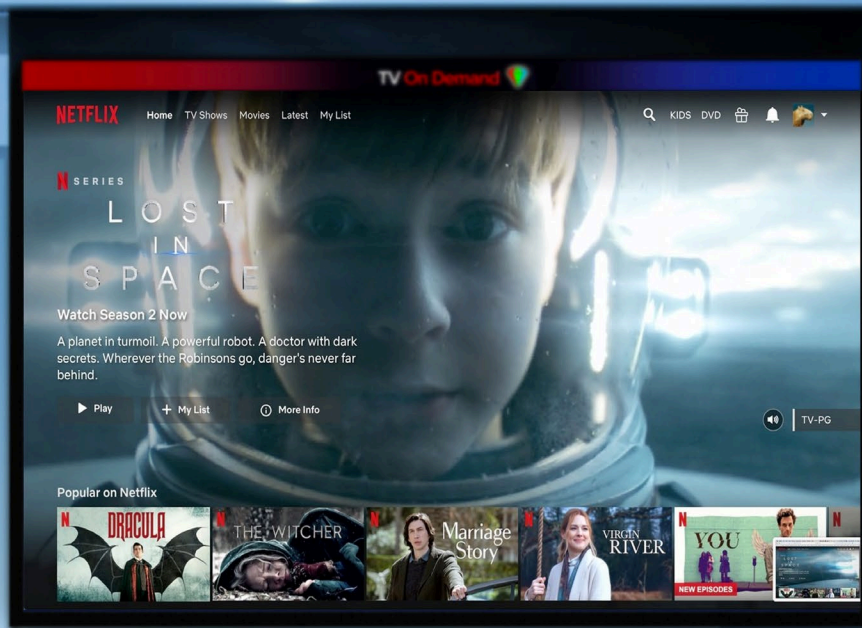 TV On Demand
NETFLIX Home TV Shows Movies Latest My List KIDS DVD
N SERIES
LOST
IN
SPACE
Watch Season 2 Now
A planet in turmoil. A powerful robot. A doctor with dark
secrets. Wherever the Robinsons go, danger's never far
behind.
Play + My List More Info
TV-PG
Popular on Netflix
N DRACULA
N THE WITCHER
N Marriage
Story
N VIRGIN
RIVER
N YOU
NEW EPISODES
N